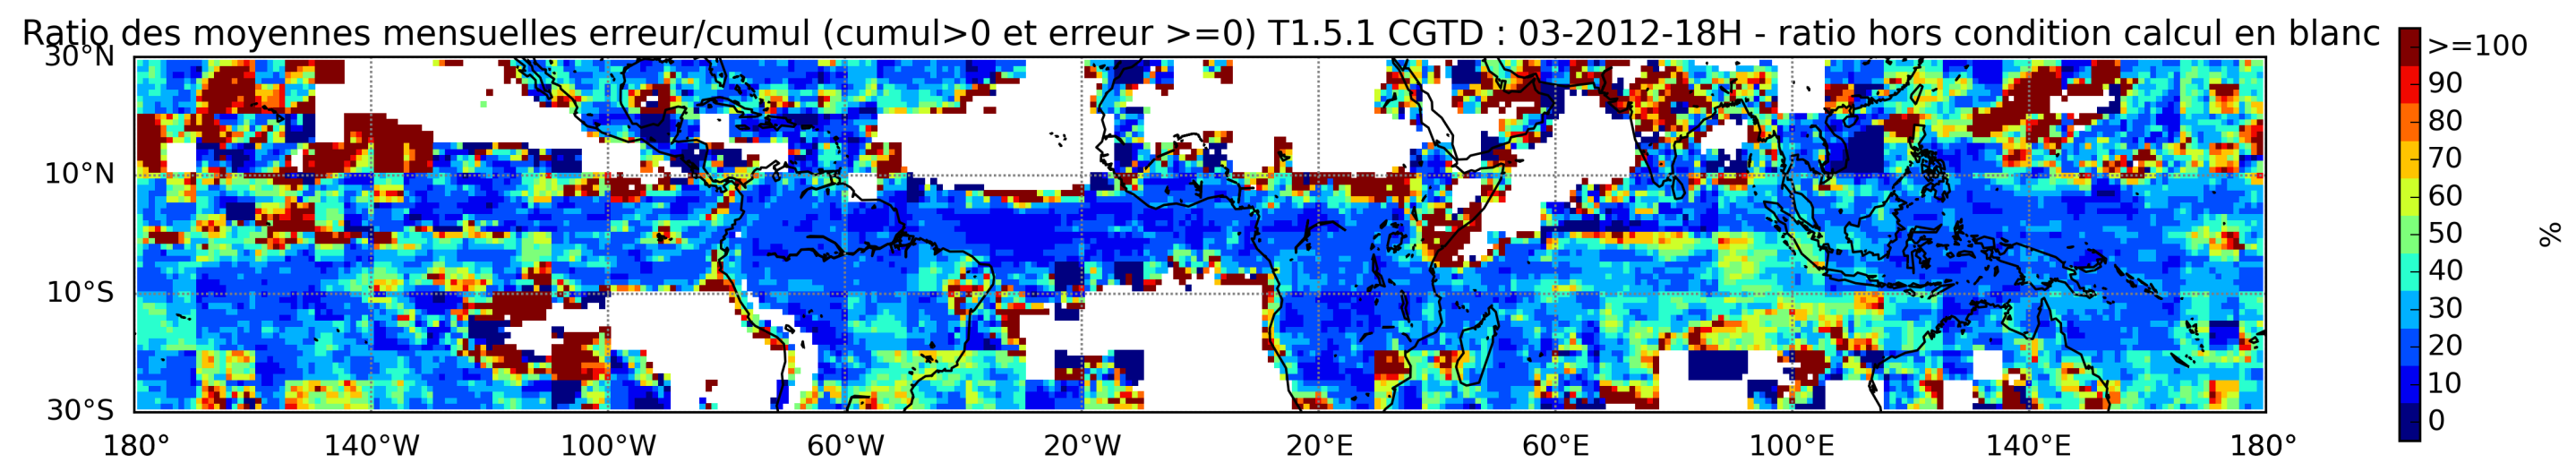 Ratio des moyennes mensuelles erreur/cumul (cumul>0 et erreur >=0) T1.5.1 CGTD : 03-2012-18H - ratio hors condition calcul en blanc
30°N
10°N
10°S
30°S
180° 140°W 100°W 60°W 20°W 20°E 60°E 100°E 140°E 180°
>=100
90
80
70
60
50
40
30
20
10
0
%